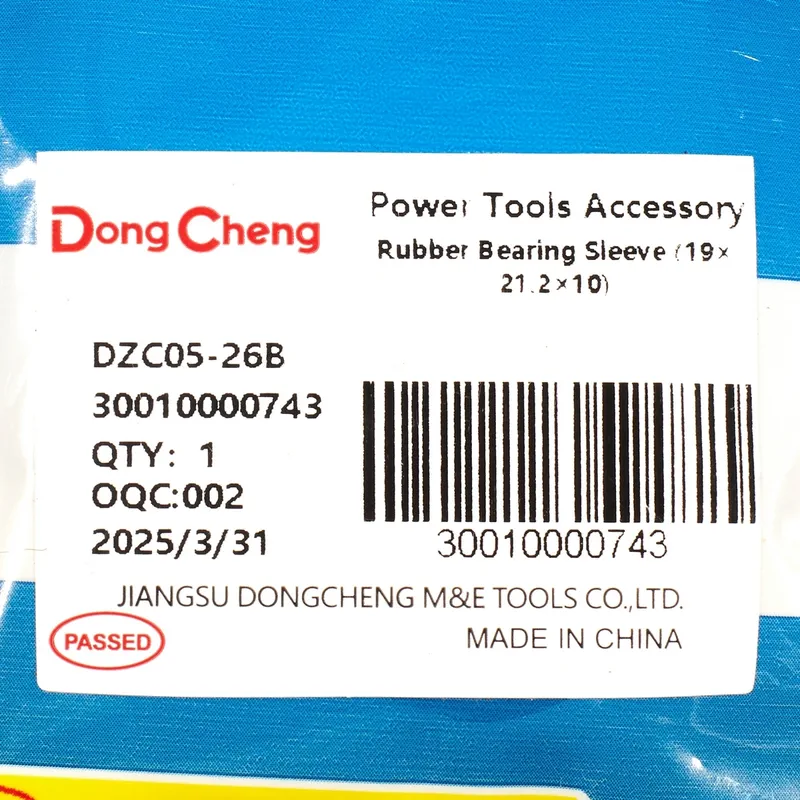 Dong Cheng
Power Tools Accessory
Rubber Bearing Sleeve (19×
21.2×10)
DZC05-26B
30010000743
QTY: 1
OQC:002
2025/3/31
30010000743
JIANGSU DONGCHENG M&E TOOLS CO.,LTD.
PASSED
MADE IN CHINA